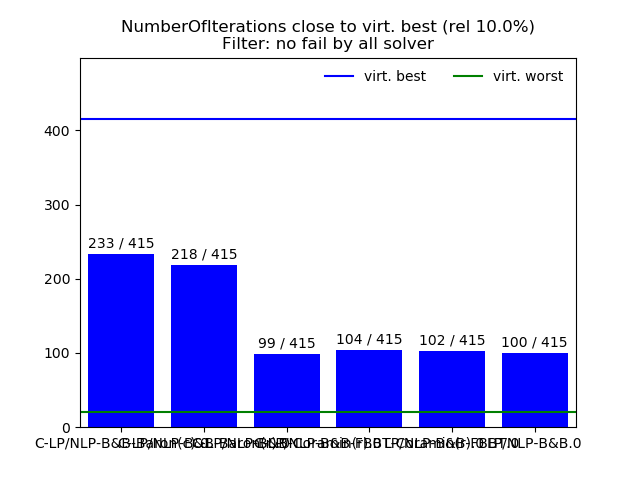 NumberOfIterations close to virt. best (rel 10.0%)
Filter: no fail by all solver
virt. best
virt. worst
400
300
200
100
0
233 / 415
218 / 415
99 / 415
104 / 415
102 / 415
100 / 415
C-LP/NLP-B&B